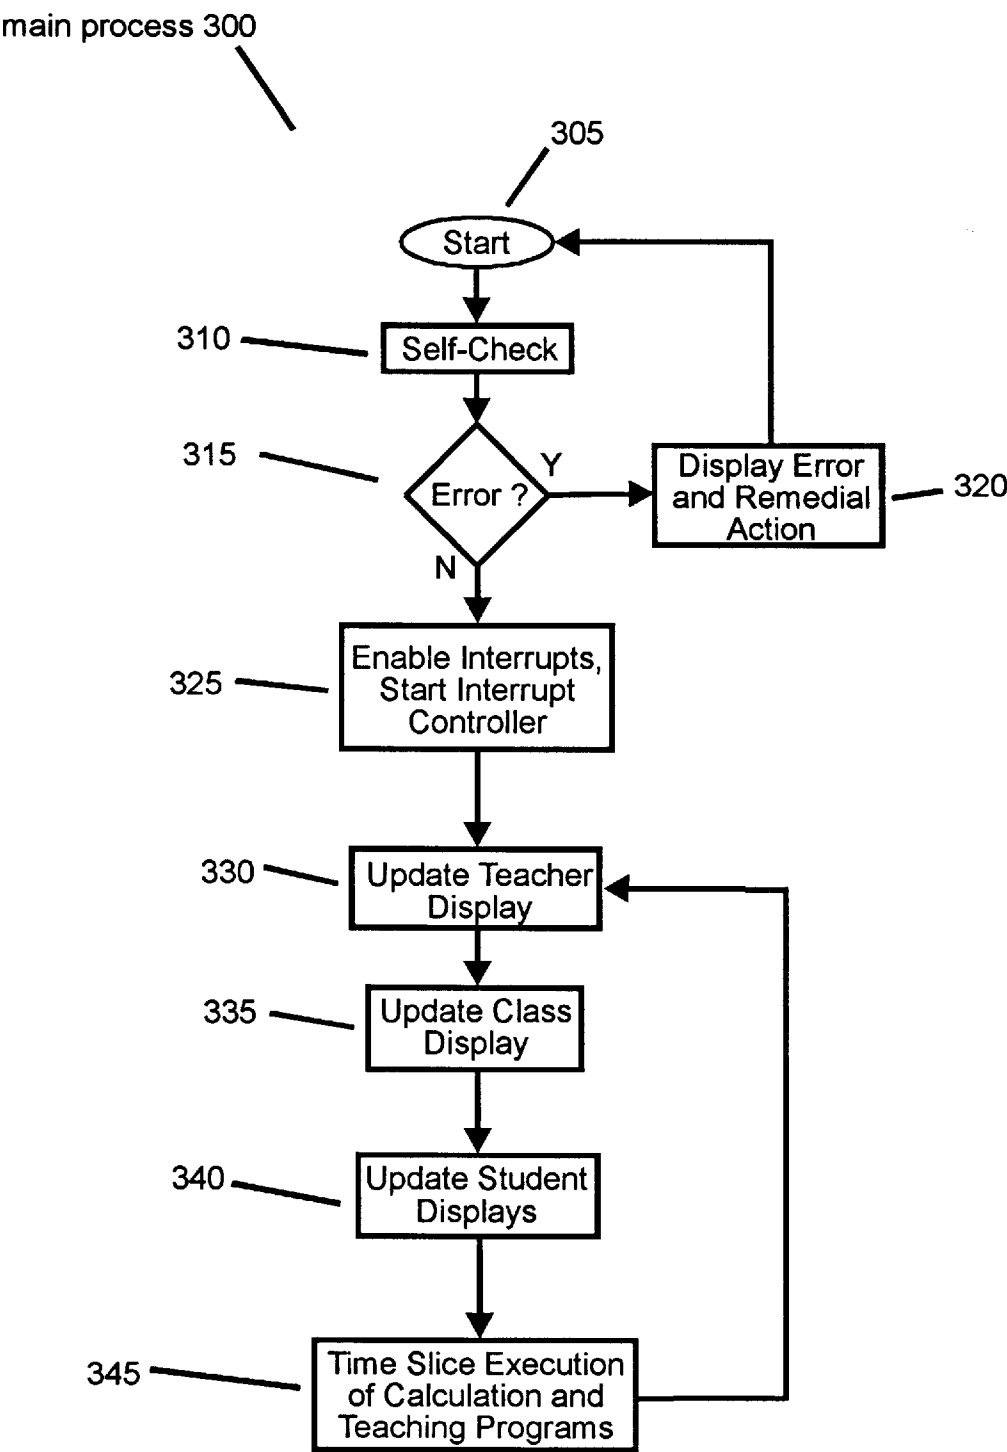 main process 300
305
Start
310
Self-Check
315
Error ?
Y
N
Display Error
and Remedial
Action
320
325
Enable Interrupts,
Start Interrupt
Controller
330
Update Teacher
Display
335
Update Class
Display
340
Update Student
Displays
345
Time Slice Execution
of Calculation and
Teaching Programs